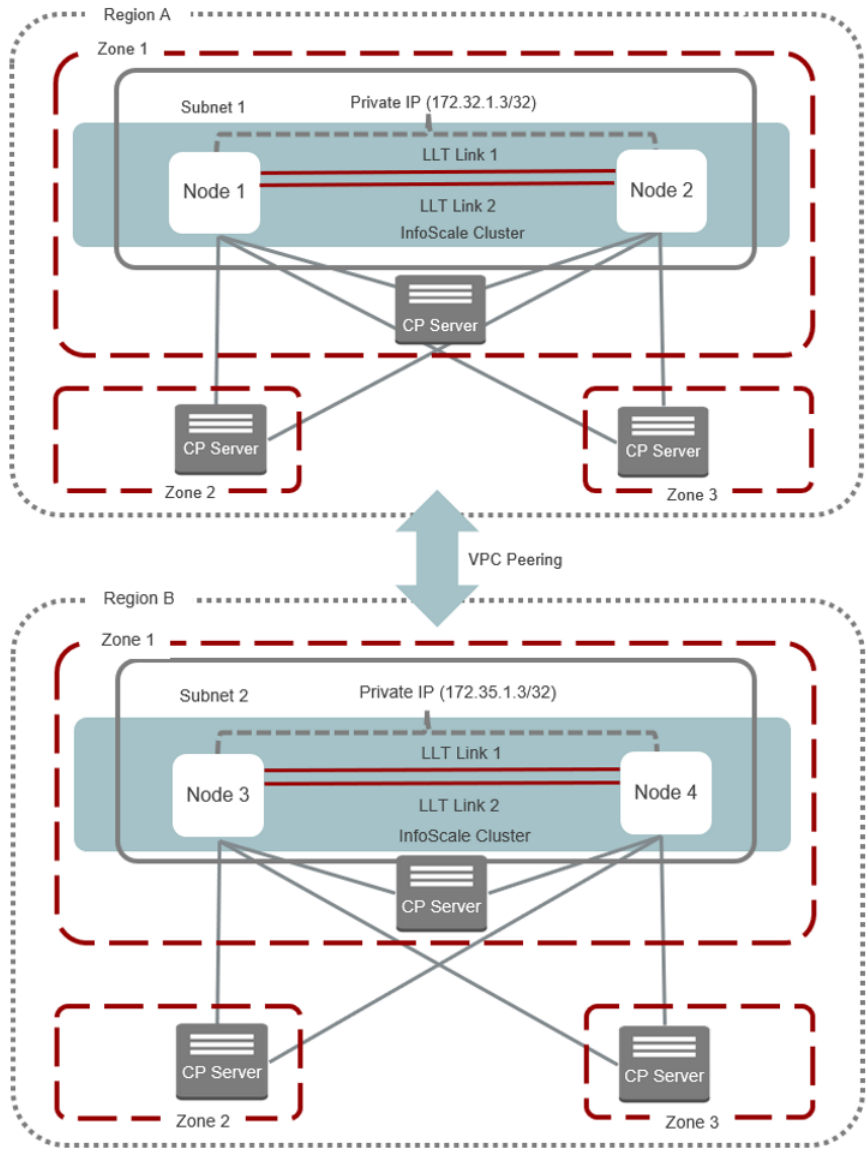 Region A
Zone 1
Private IP (172.32.1.3/32)
Subnet 1
LLT Link 1
Node 1
Node 2
LLT Link 2
InfoScale Cluster
CP Server
CP Server
CP Server
Zone 2
Zone 3
VPC Peering
Region B
Zone 1
Subnet 2
Private IP (172.35.1.3/32)
LLT Link 1
Node 3
Node 4
LLT Link 2
InfoScale Cluster
CP Server
CP Server
CP Server
Zone 2
Zone 3